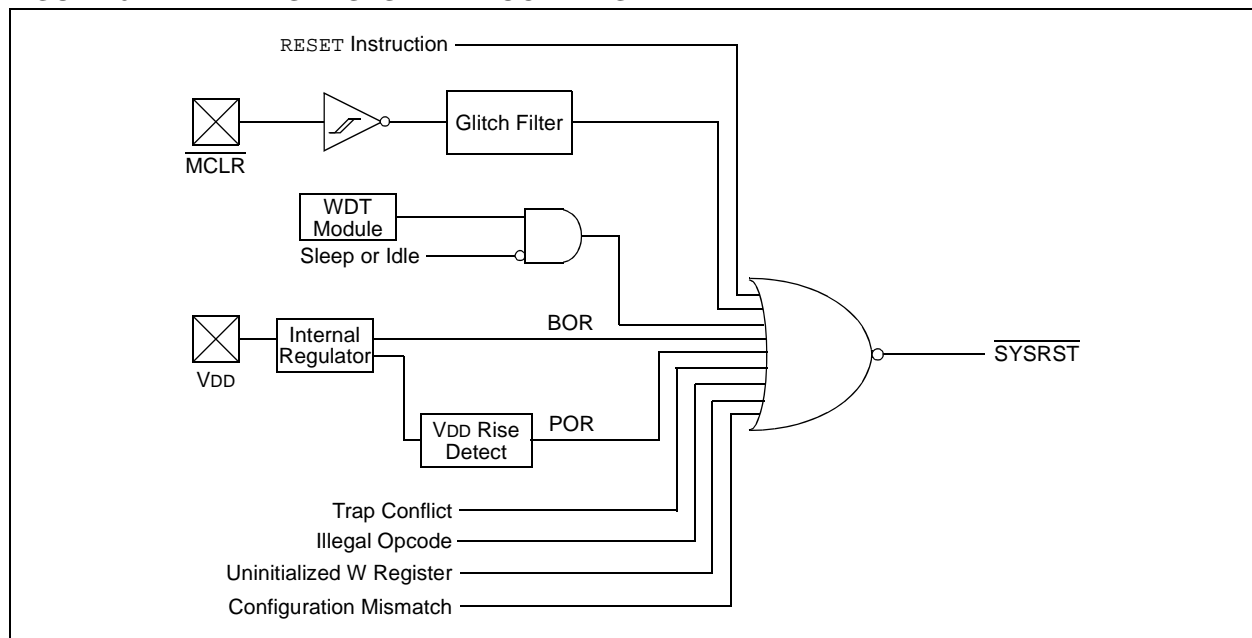 RESET Instruction
Glitch Filter
MCLR
WDT
Module
Sleep or Idle
BOR
Internal
Regulator
SYSRST
VDD
POR
VDD Rise
Detect
Trap Conflict
Illegal Opcode
Uninitialized W Register
Configuration Mismatch